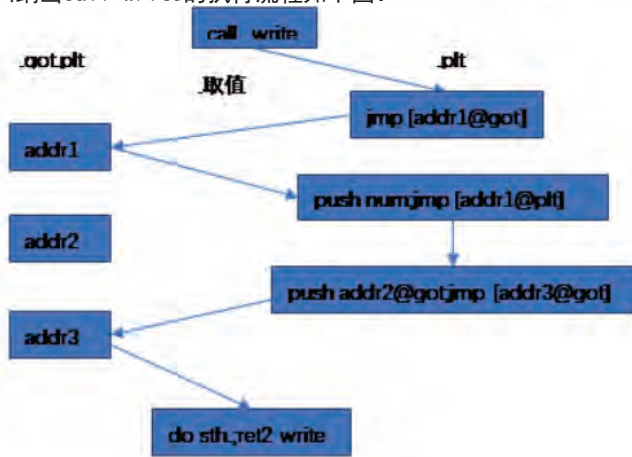 call _write
.got.plt
.plt
.取值
jmp [addr1@got]
addr1
push num;jmp [addr1@plt]
addr2
push addr2@got;jmp [addr3@got]
addr3
do sth.;ret2 write